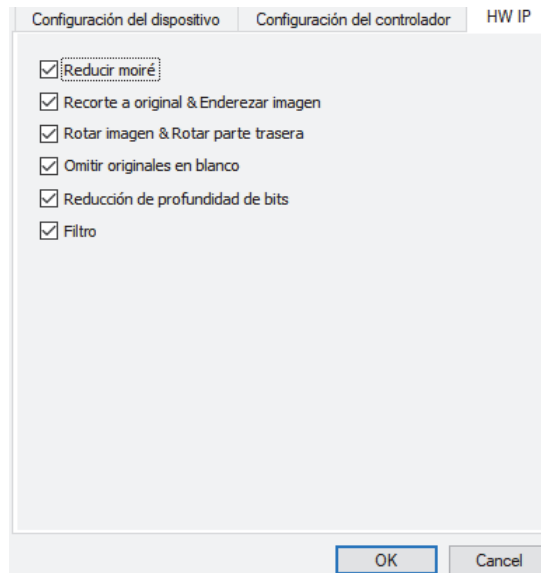 Configuración del dispositivo Configuración del controlador HW IP
Reducir moiré
Recorte a original & Enderezar imagen
Rotar imagen & Rotar parte trasera
Omitir originales en blanco
Reducción de profundidad de bits
Filtro
OK Cancel